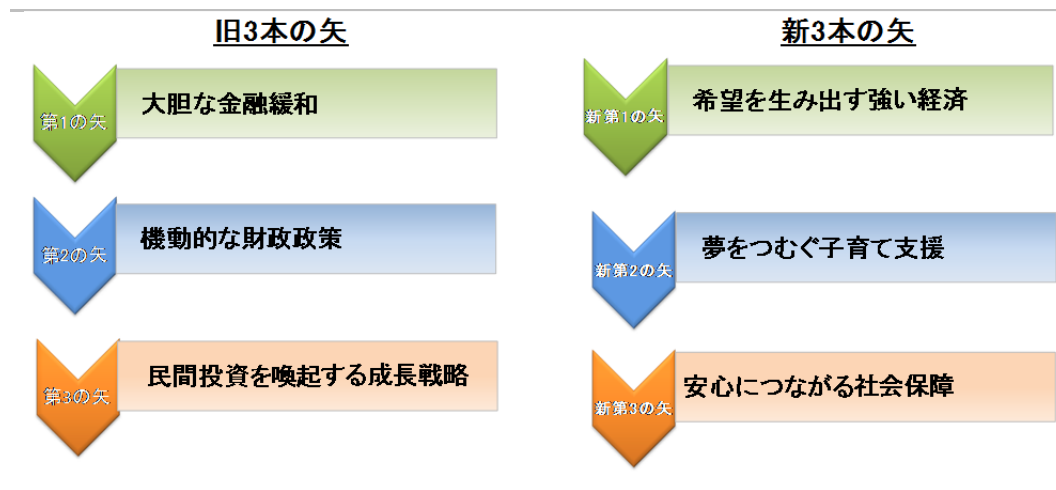 旧3本の矢
第1の矢
大胆な金融緩和
第2の矢
機動的な財政政策
第3の矢
民間投資を喚起する成長戦略
新3本の矢
新第1の矢
希望を生み出す強い経済
新第2の矢
夢をつむぐ子育て支援
新第3の矢
安心につながる社会保障